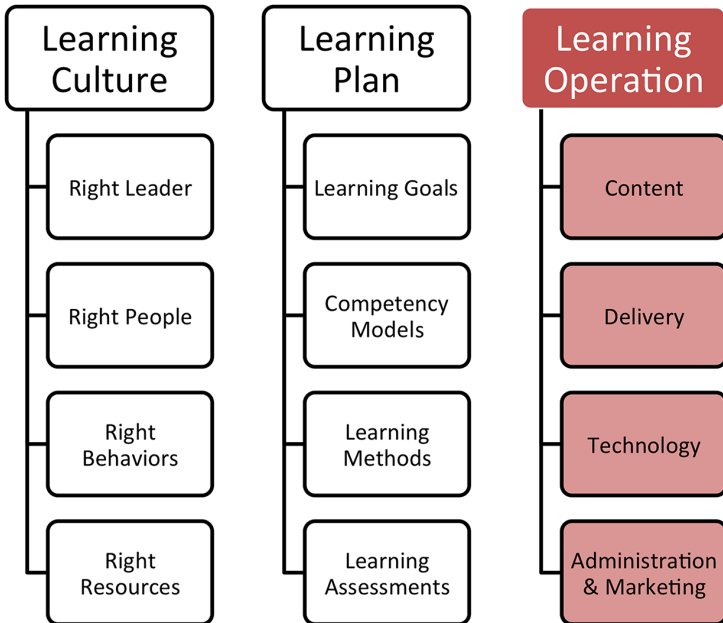 Learning
Culture
Right Leader
Right People
Right
Behaviors
Right
Resources
Learning
Plan
Learning Goals
Competency
Models
Learning
Methods
Learning
Assessments
Learning
Operation
Content
Delivery
Technology
Administration
& Marketing